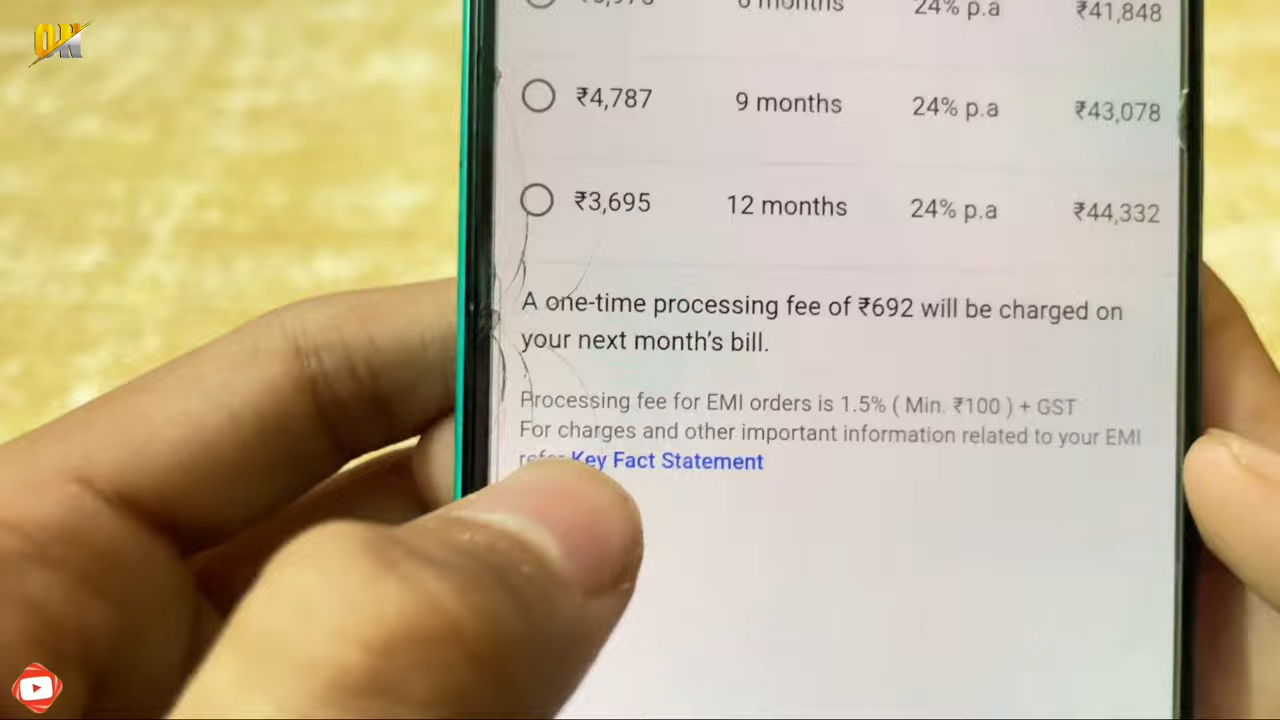 ON
6 months 24% p.a ₹41,848
₹4,787 9 months 24% p.a ₹43,078
₹3,695 12 months 24% p.a ₹44,332
A one-time processing fee of ₹692 will be charged on
your next month's bill.
Processing fee for EMI orders is 1.5% ( Min. ₹100 ) + GST
For charges and other important information related to your EMI
refer Key Fact Statement